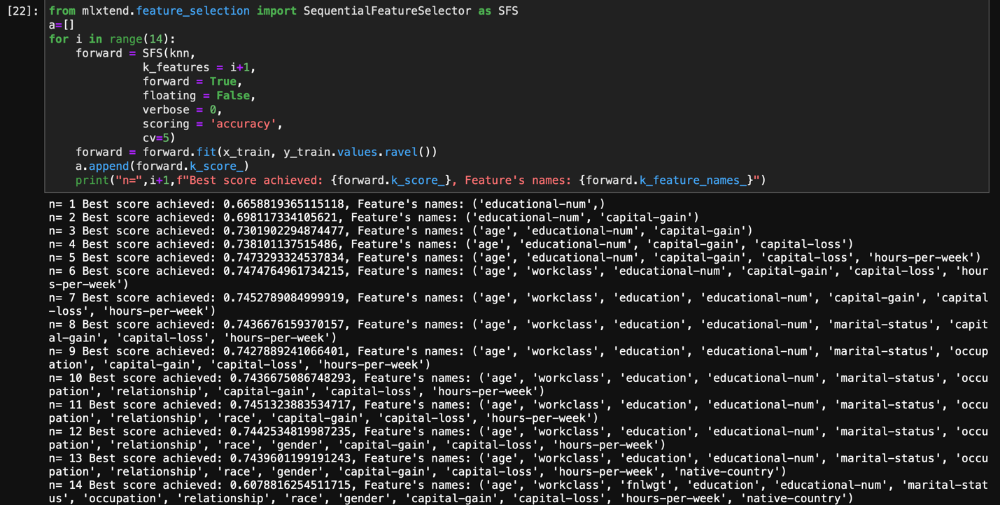 [22]: from mlxtend.feature_selection import SequentialFeatureSelector as SFS
a=[]
for i in range(14):
    forward = SFS(knn,
              k_features = i+1,
              forward = True,
              floating = False,
              verbose = 0,
              scoring = 'accuracy',
              cv=5)
    forward = forward.fit(x_train, y_train.values.ravel())
    a.append(forward.k_score_)
    print("n=",i+1,f"Best score achieved: {forward.k_score_}, Feature's names: {forward.k_feature_names_}")
n= 1 Best score achieved: 0.6658819365115118, Feature's names: ('educational-num',)
n= 2 Best score achieved: 0.698117334105621, Feature's names: ('educational-num', 'capital-gain')
n= 3 Best score achieved: 0.7301902294874477, Feature's names: ('age', 'educational-num', 'capital-gain')
n= 4 Best score achieved: 0.738101137515486, Feature's names: ('age', 'educational-num', 'capital-gain', 'capital-loss')
n= 5 Best score achieved: 0.7473293324537834, Feature's names: ('age', 'educational-num', 'capital-gain', 'capital-loss', 'hours-per-week')
n= 6 Best score achieved: 0.7474764961734215, Feature's names: ('age', 'workclass', 'educational-num', 'capital-gain', 'capital-loss', 'hour
s-per-week')
n= 7 Best score achieved: 0.7452789084999919, Feature's names: ('age', 'workclass', 'education', 'educational-num', 'capital-gain', 'capital
-loss', 'hours-per-week')
n= 8 Best score achieved: 0.7436676159370157, Feature's names: ('age', 'workclass', 'education', 'educational-num', 'marital-status', 'capit
al-gain', 'capital-loss', 'hours-per-week')
n= 9 Best score achieved: 0.7427889241066401, Feature's names: ('age', 'workclass', 'education', 'educational-num', 'marital-status', 'occup
ation', 'capital-gain', 'capital-loss', 'hours-per-week')
n= 10 Best score achieved: 0.7436675086748293, Feature's names: ('age', 'workclass', 'education', 'educational-num', 'marital-status', 'occu
pation', 'relationship', 'capital-gain', 'capital-loss', 'hours-per-week')
n= 11 Best score achieved: 0.7451323883534717, Feature's names: ('age', 'workclass', 'education', 'educational-num', 'marital-status', 'occu
pation', 'relationship', 'race', 'capital-gain', 'capital-loss', 'hours-per-week')
n= 12 Best score achieved: 0.7442534819987235, Feature's names: ('age', 'workclass', 'education', 'educational-num', 'marital-status', 'occu
pation', 'relationship', 'race', 'gender', 'capital-gain', 'capital-loss', 'hours-per-week')
n= 13 Best score achieved: 0.7439601199191243, Feature's names: ('age', 'workclass', 'education', 'educational-num', 'marital-status', 'occu
pation', 'relationship', 'race', 'gender', 'capital-gain', 'capital-loss', 'hours-per-week', 'native-country')
n= 14 Best score achieved: 0.6078816254511715, Feature's names: ('age', 'workclass', 'fnlwgt', 'education', 'educational-num', 'marital-stat
us', 'occupation', 'relationship', 'race', 'gender', 'capital-gain', 'capital-loss', 'hours-per-week', 'native-country')